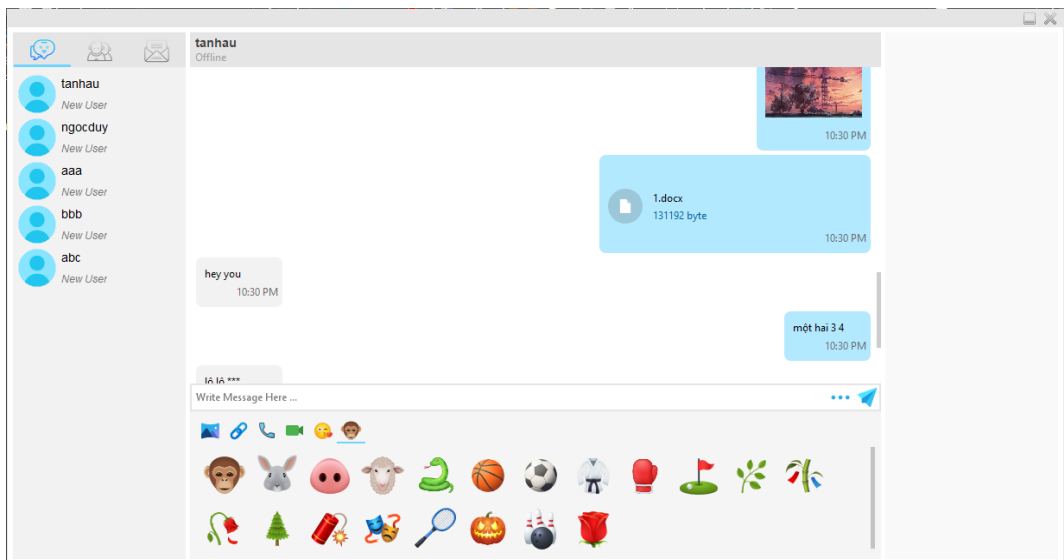 tanhau
Offline
tanhau
New User
ngocduy
New User
aaa
New User
bbb
New User
abc
New User
10:30 PM
1.docx
131192 byte
10:30 PM
hey you
10:30 PM
một hai 3 4
10:30 PM
lô lô ***
Write Message Here ...